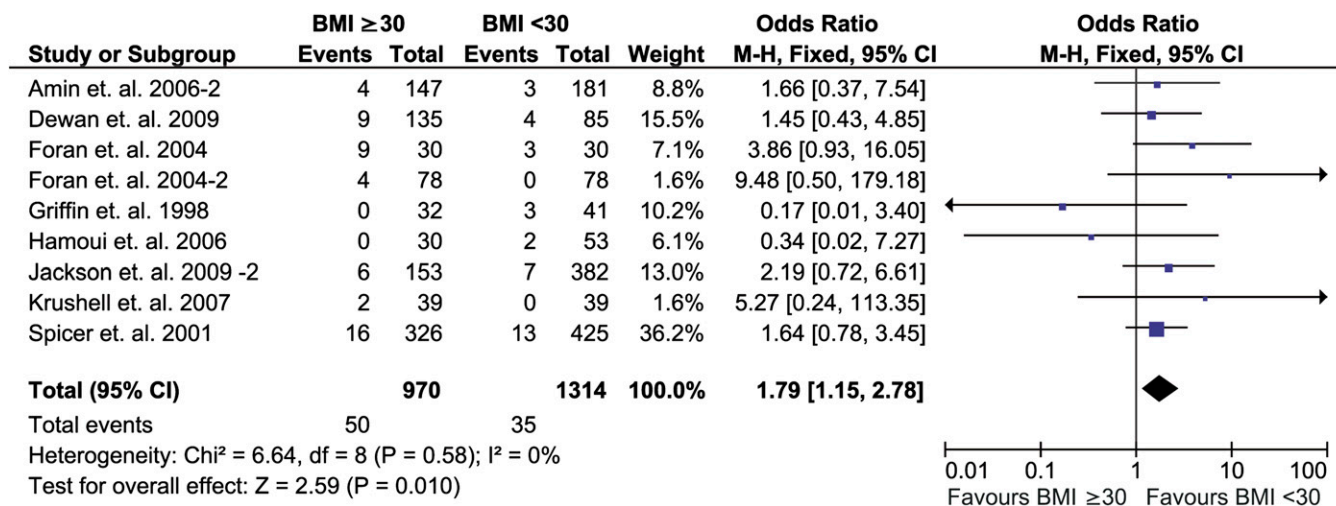 BMI ≥30 BMI <30 Odds Ratio Odds Ratio
Study or Subgroup Events Total Events Total Weight M-H, Fixed, 95% CI M-H, Fixed, 95% CI
Amin et. al. 2006-2 4 147 3 181 8.8% 1.66 [0.37, 7.54]
Dewan et. al. 2009 9 135 4 85 15.5% 1.45 [0.43, 4.85]
Foran et. al. 2004 9 30 3 30 7.1% 3.86 [0.93, 16.05]
Foran et. al. 2004-2 4 78 0 78 1.6% 9.48 [0.50, 179.18]
Griffin et. al. 1998 0 32 3 41 10.2% 0.17 [0.01, 3.40]
Hamoui et. al. 2006 0 30 2 53 6.1% 0.34 [0.02, 7.27]
Jackson et. al. 2009 -2 6 153 7 382 13.0% 2.19 [0.72, 6.61]
Krushell et. al. 2007 2 39 0 39 1.6% 5.27 [0.24, 113.35]
Spicer et. al. 2001 16 326 13 425 36.2% 1.64 [0.78, 3.45]
Total (95% CI) 970 1314 100.0% 1.79 [1.15, 2.78]
Total events 50 35
Heterogeneity: Chi² = 6.64, df = 8 (P = 0.58); I² = 0%
Test for overall effect: Z = 2.59 (P = 0.010)
0.01 0.1 1 10 100
Favours BMI ≥30 Favours BMI <30